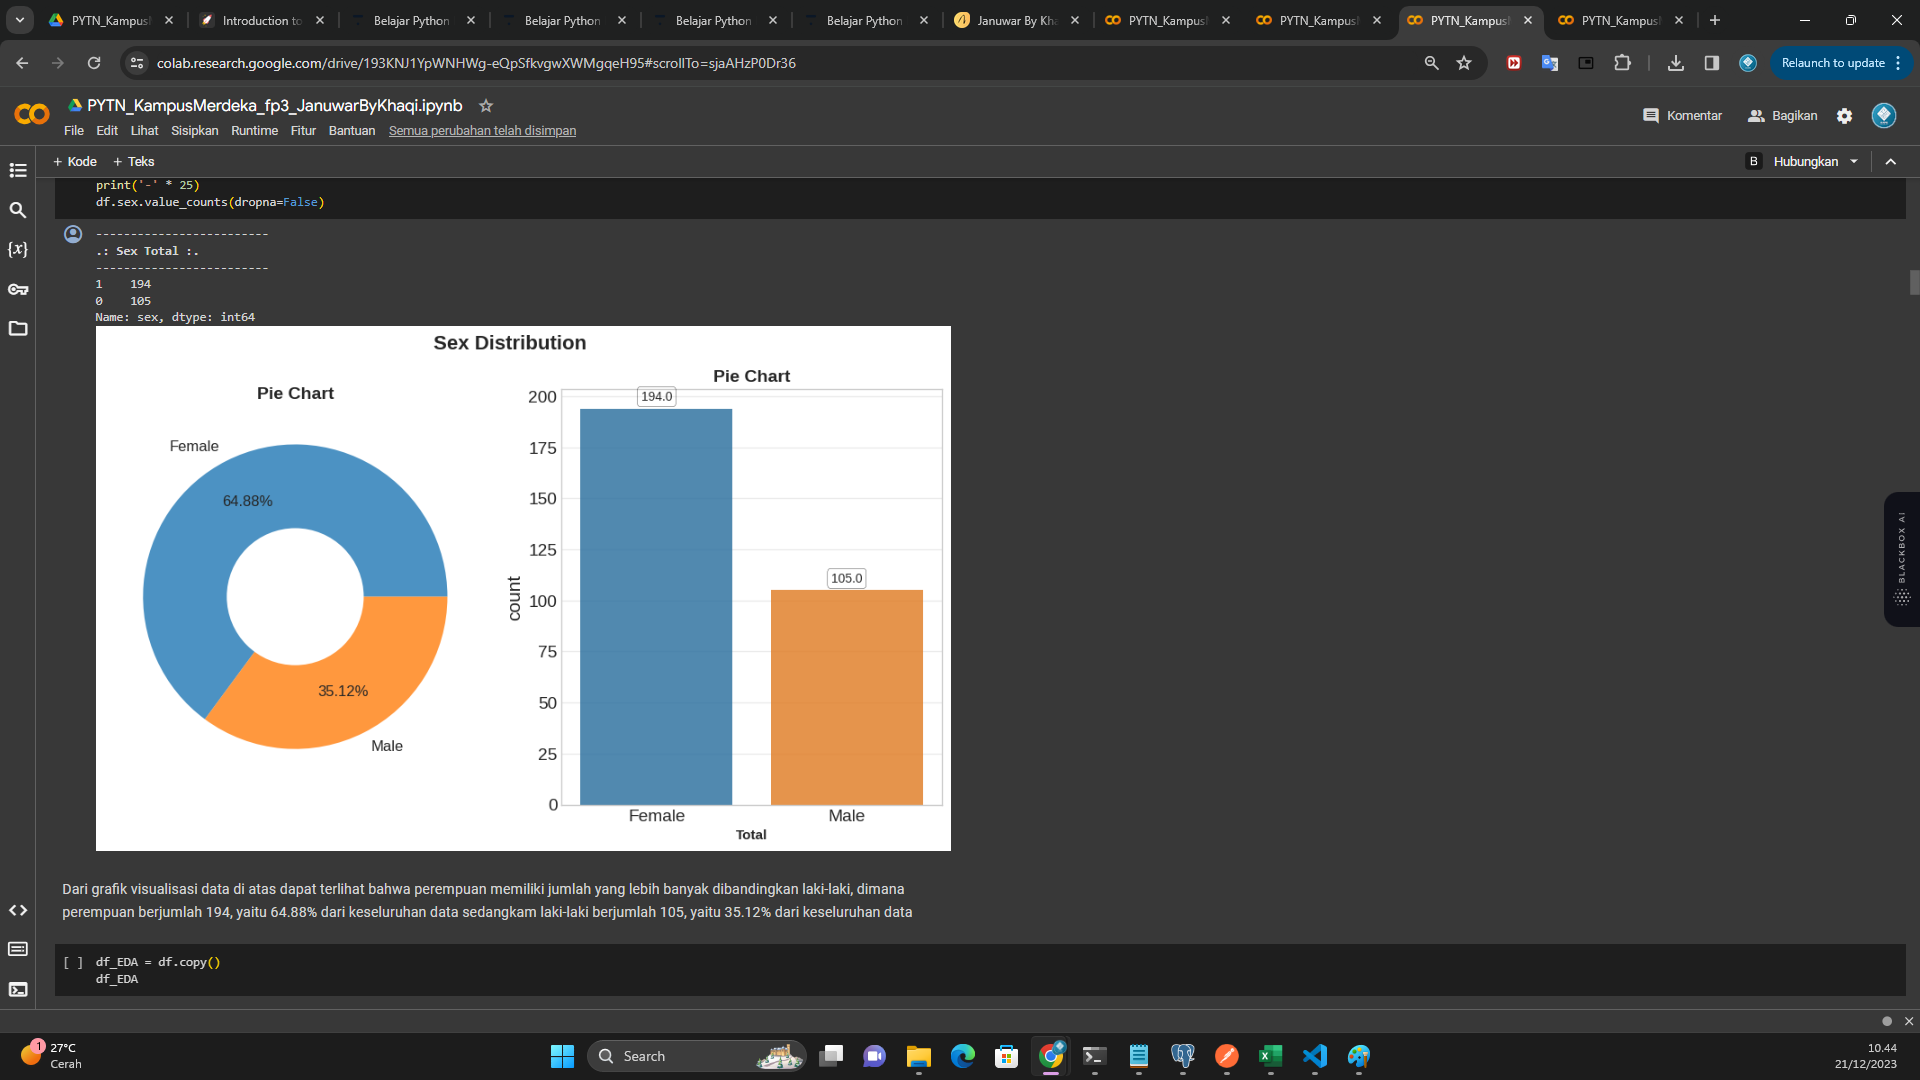 PYTN_Kampus
Introduction to
Belajar Python
Belajar Python
Belajar Python
Belajar Python
Januwar By Kha
PYTN_Kampus
PYTN_Kampus
PYTN_Kampus
PYTN_Kampus
colab.research.google.com/drive/193KNJ1YpWNHWg-eQpSfkvgwXWMgqeH95#scrollTo=sjaAHzP0Dr36
Relaunch to update
PYTN_KampusMerdeka_fp3_JanuwarByKhaqi.ipynb
File Edit Lihat Sisipkan Runtime Fitur Bantuan Semua perubahan telah disimpan
Komentar
Bagikan
+ Kode + Teks
B Hubungkan
print('-' * 25)
df.sex.value_counts(dropna=False)
-------------------------
.: Sex Total :.
-------------------------
1 194
0 105
Name: sex, dtype: int64
Sex Distribution
Pie Chart
Female
64.88%
35.12%
Male
Pie Chart
200
175
150
125
100
75
50
25
0
count
194.0
105.0
Female
Male
Total
Dari grafik visualisasi data di atas dapat terlihat bahwa perempuan memiliki jumlah yang lebih banyak dibandingkan laki-laki, dimana
perempuan berjumlah 194, yaitu 64.88% dari keseluruhan data sedangkam laki-laki berjumlah 105, yaitu 35.12% dari keseluruhan data
[ ] df_EDA = df.copy()
df_EDA
BLACKBOX AI
1
27°C
Cerah
Search
10.44
21/12/2023